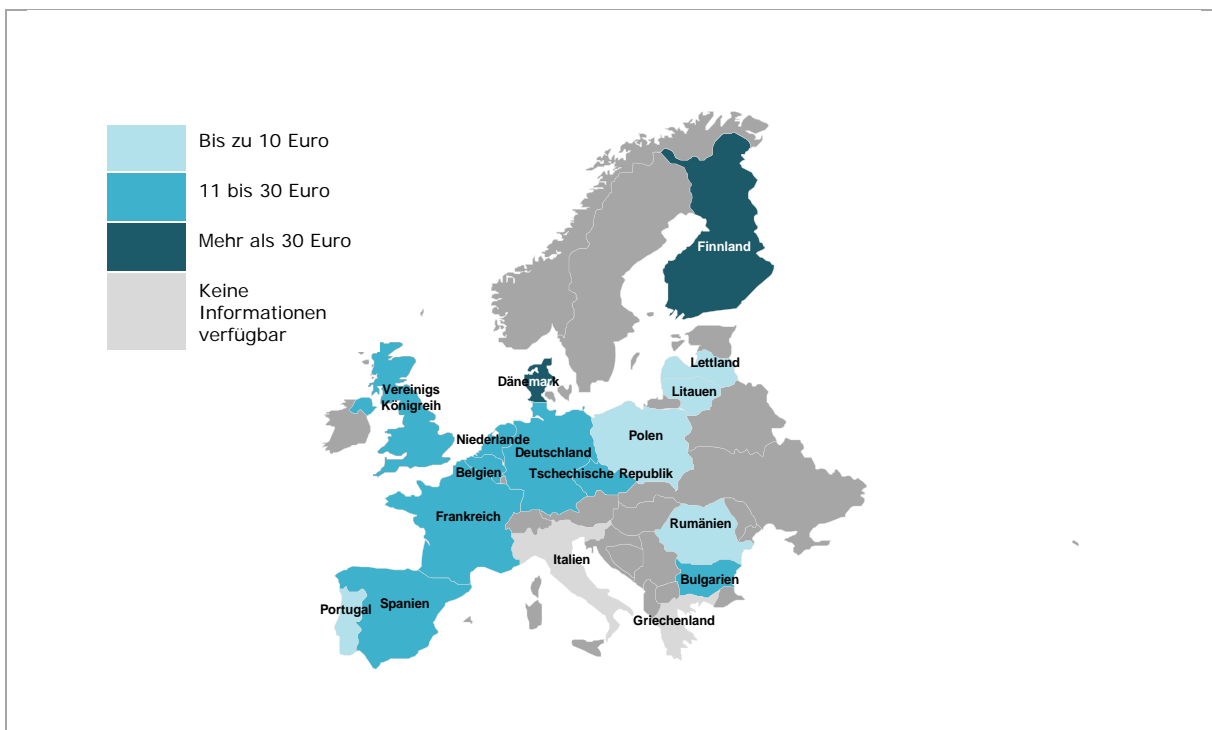 Bis zu 10 Euro
11 bis 30 Euro
Mehr als 30 Euro
Keine
Informationen
verfügbar
Finnland
Lettland
Dänemark
Litauen
Vereinigs
Königreih
Polen
Niederlande
Deutschland
Belgien
Tschechische Republik
Frankreich
Rumänien
Italien
Bulgarien
Portugal
Spanien
Griechenland